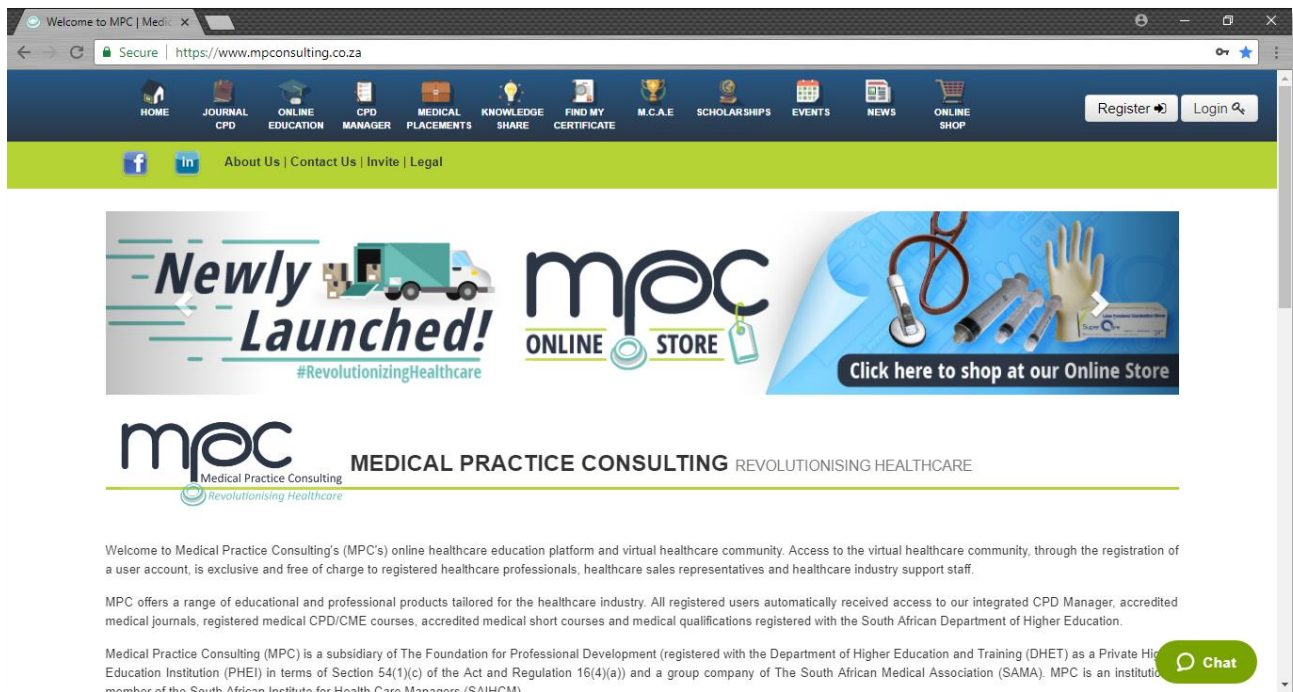 Welcome to MPC | Medic
Secure | https://www.mpconsulting.co.za
HOME
JOURNAL CPD
ONLINE EDUCATION
CPD MANAGER
MEDICAL PLACEMENTS
KNOWLEDGE SHARE
FIND MY CERTIFICATE
M.C.A.E
SCHOLARSHIPS
EVENTS
NEWS
ONLINE SHOP
Register
Login
About Us | Contact Us | Invite | Legal
Newly
Launched!
#RevolutionizingHealthcare
mpc
ONLINE STORE
Click here to shop at our Online Store
mpc
Medical Practice Consulting
Revolutionising Healthcare
MEDICAL PRACTICE CONSULTING REVOLUTIONISING HEALTHCARE
Welcome to Medical Practice Consulting's (MPC's) online healthcare education platform and virtual healthcare community. Access to the virtual healthcare community, through the registration of
a user account, is exclusive and free of charge to registered healthcare professionals, healthcare sales representatives and healthcare industry support staff.
MPC offers a range of educational and professional products tailored for the healthcare industry. All registered users automatically received access to our integrated CPD Manager, accredited
medical journals, registered medical CPD/CME courses, accredited medical short courses and medical qualifications registered with the South African Department of Higher Education.
Medical Practice Consulting (MPC) is a subsidiary of The Foundation for Professional Development (registered with the Department of Higher Education and Training (DHET) as a Private Hig
Education Institution (PHEI) in terms of Section 54(1)(c) of the Act and Regulation 16(4)(a)) and a group company of The South African Medical Association (SAMA). MPC is an institutio
member of the South African Institute for Health Care Managers (SAIHCM)
Chat